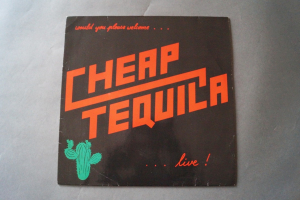 would you please welcome . . .
CHEAP
TEQUILA
. . . live !